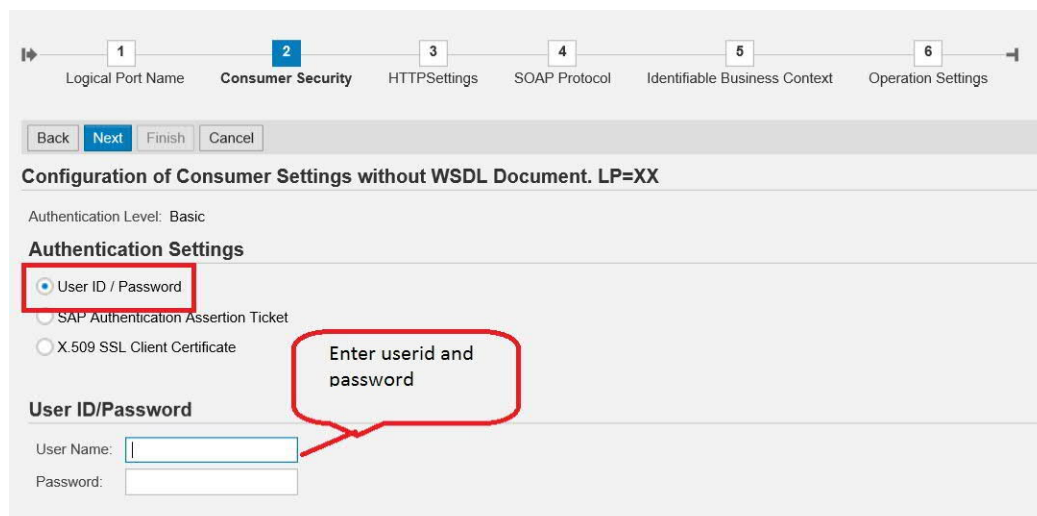 1 2 3 4 5 6
Logical Port Name Consumer Security HTTPSettings SOAP Protocol Identifiable Business Context Operation Settings
Back Next Finish Cancel
Configuration of Consumer Settings without WSDL Document. LP=XX
Authentication Level: Basic
Authentication Settings
User ID / Password
SAP Authentication Assertion Ticket
X.509 SSL Client Certificate
Enter userid and
password
User ID/Password
User Name:
Password: